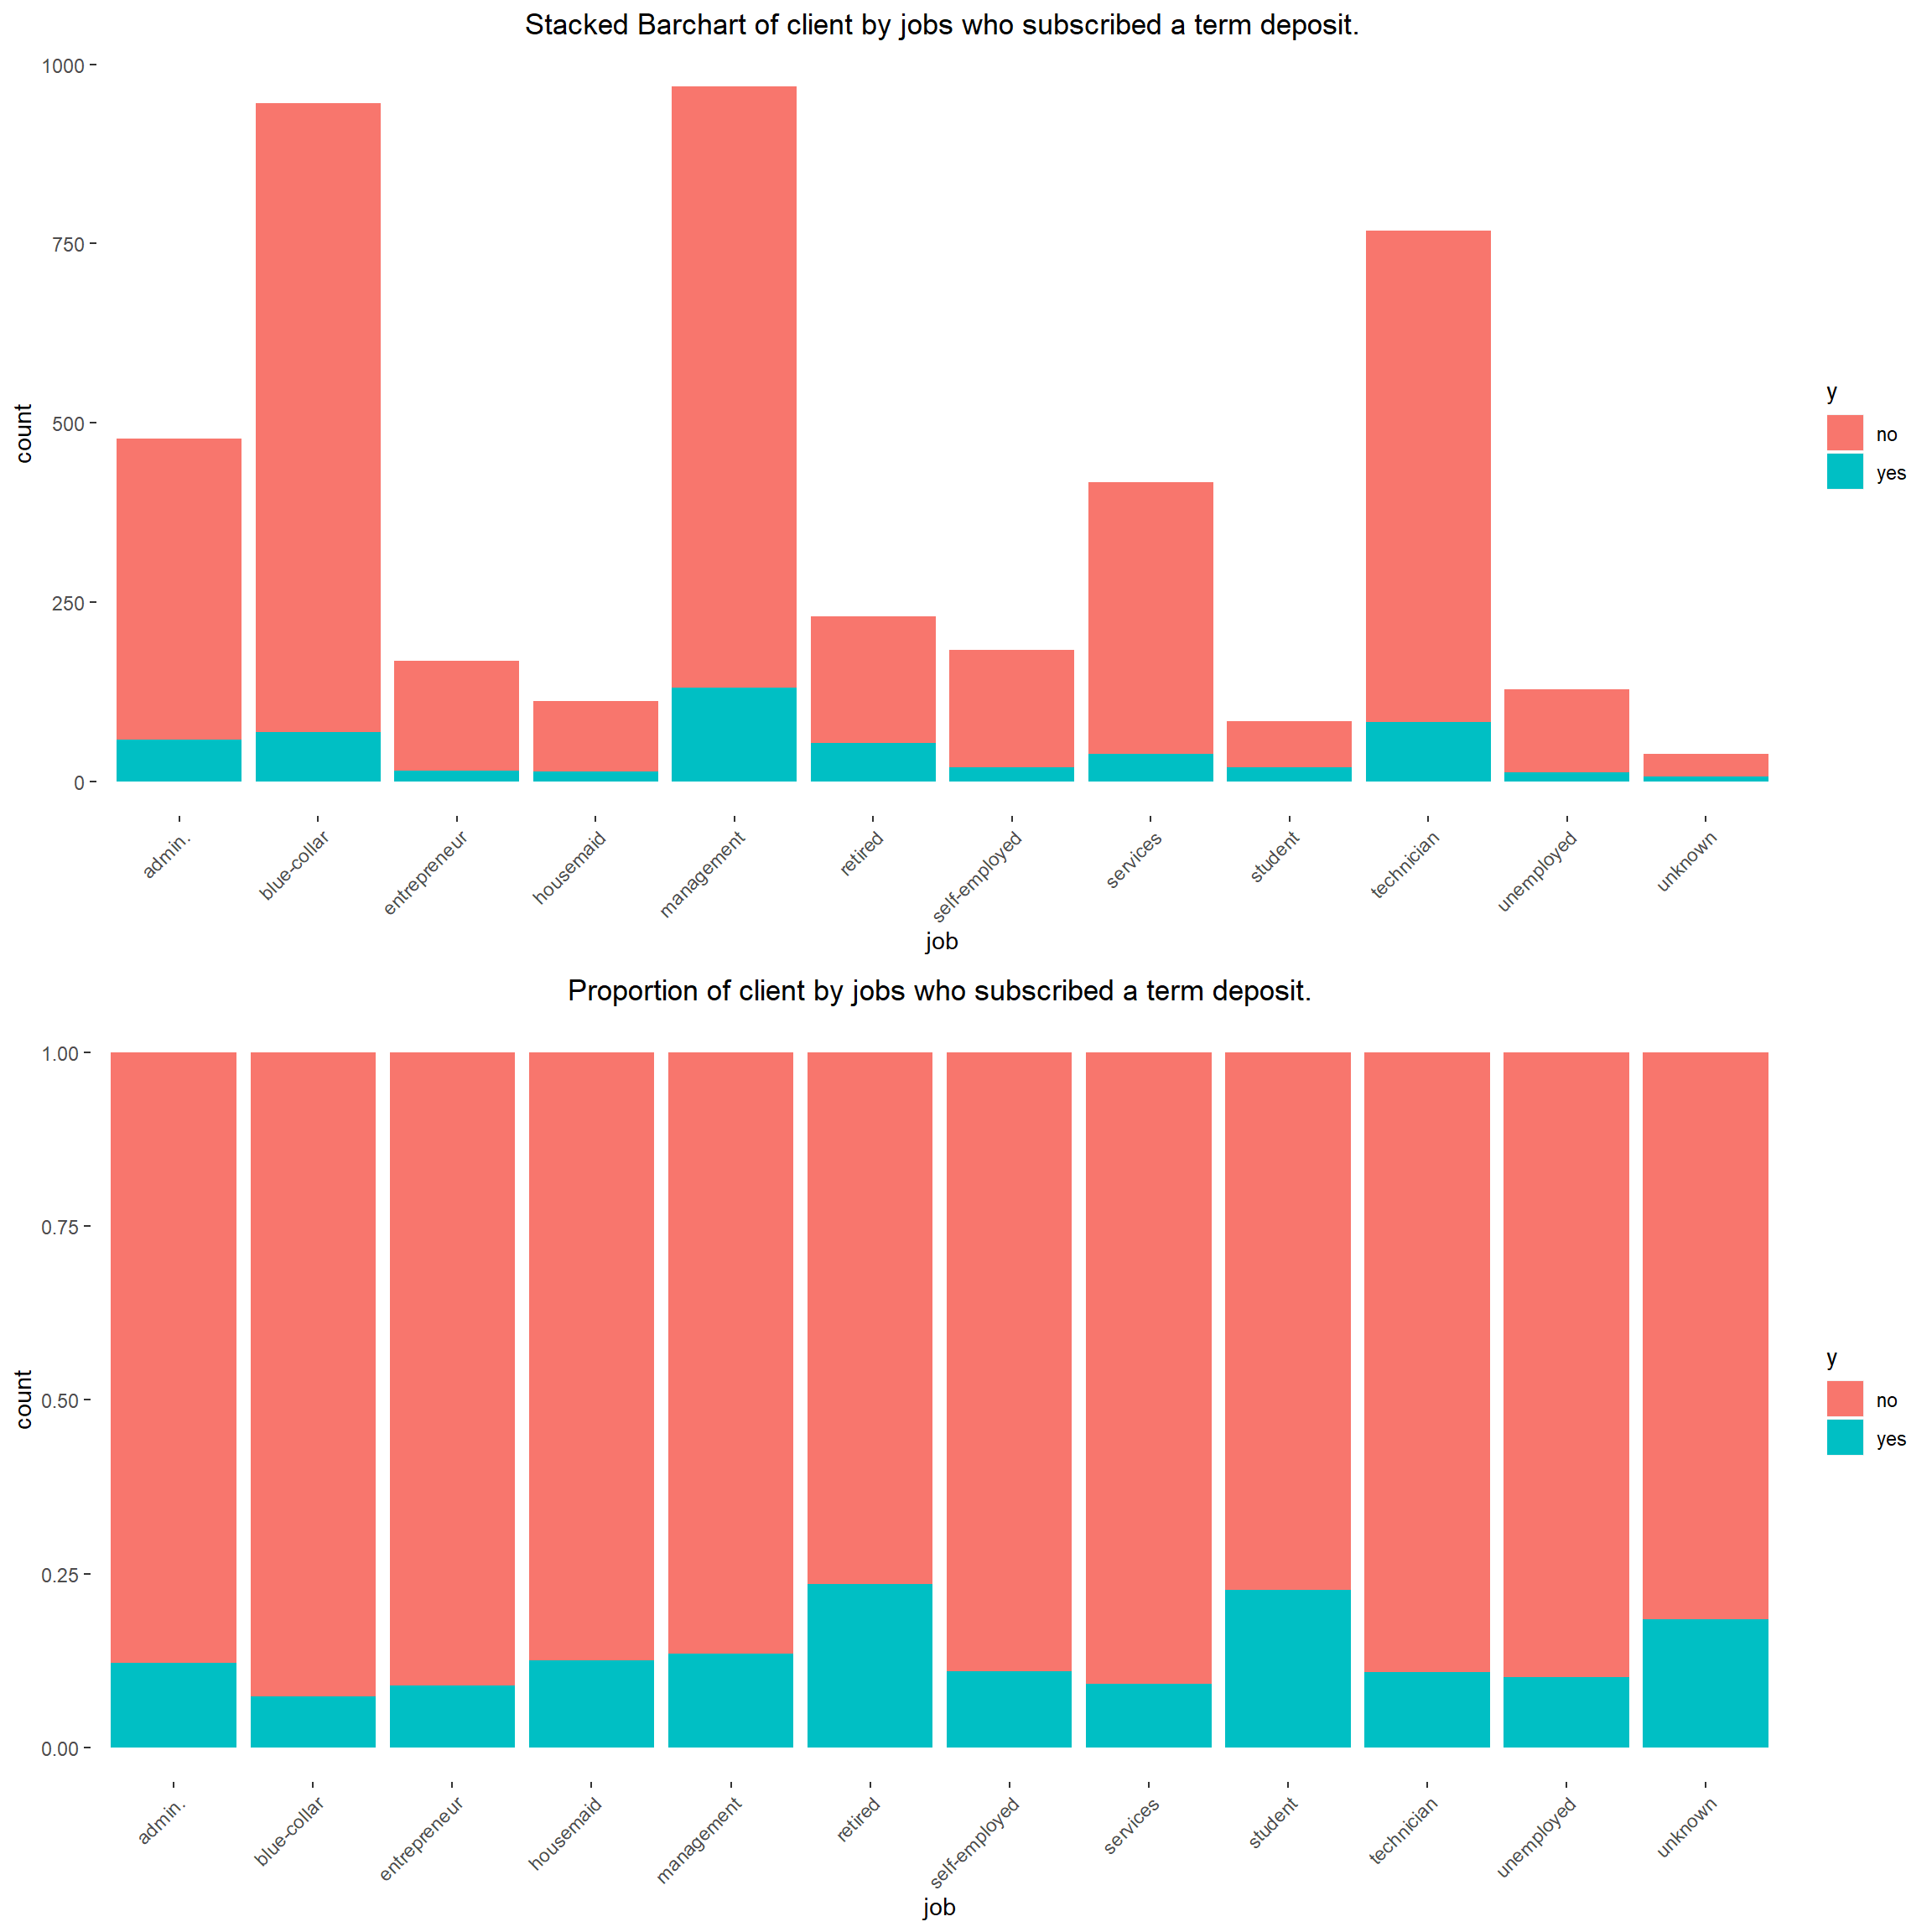 Stacked Barchart of client by jobs who subscribed a term deposit.
1000
750
500
250
0
count
admin.
blue-collar
entrepreneur
housemaid
management
retired
self-employed
services
student
technician
unemployed
unknown
job
y
no
yes
Proportion of client by jobs who subscribed a term deposit.
1.00
0.75
0.50
0.25
0.00
count
admin.
blue-collar
entrepreneur
housemaid
management
retired
self-employed
services
student
technician
unemployed
unknown
job
y
no
yes